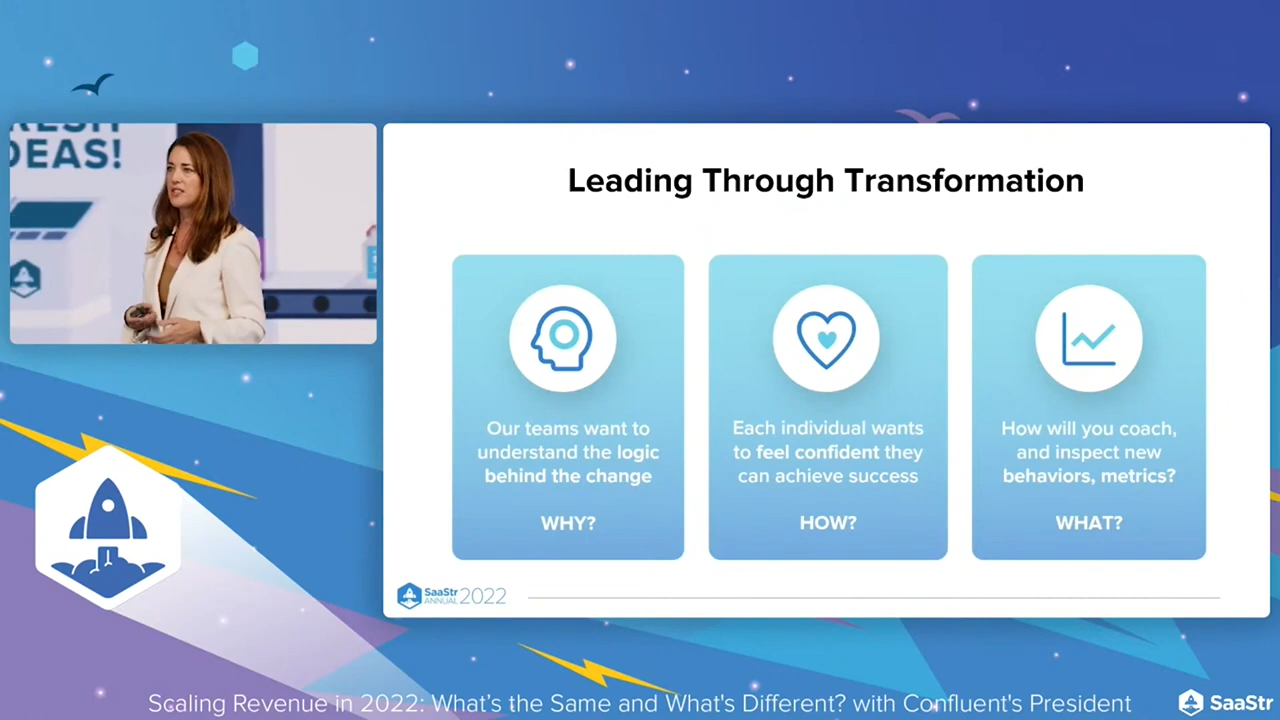 DEAS!
Leading Through Transformation
Our teams want to
understand the logic
behind the change
WHY?
Each individual wants
to feel confident they
can achieve success
HOW?
How will you coach,
and inspect new
behaviors, metrics?
WHAT?
SaaStr
ANNUAL 2022
Scaling Revenue in 2022: What's the Same and What's Different? with Confluent's President
SaaStr